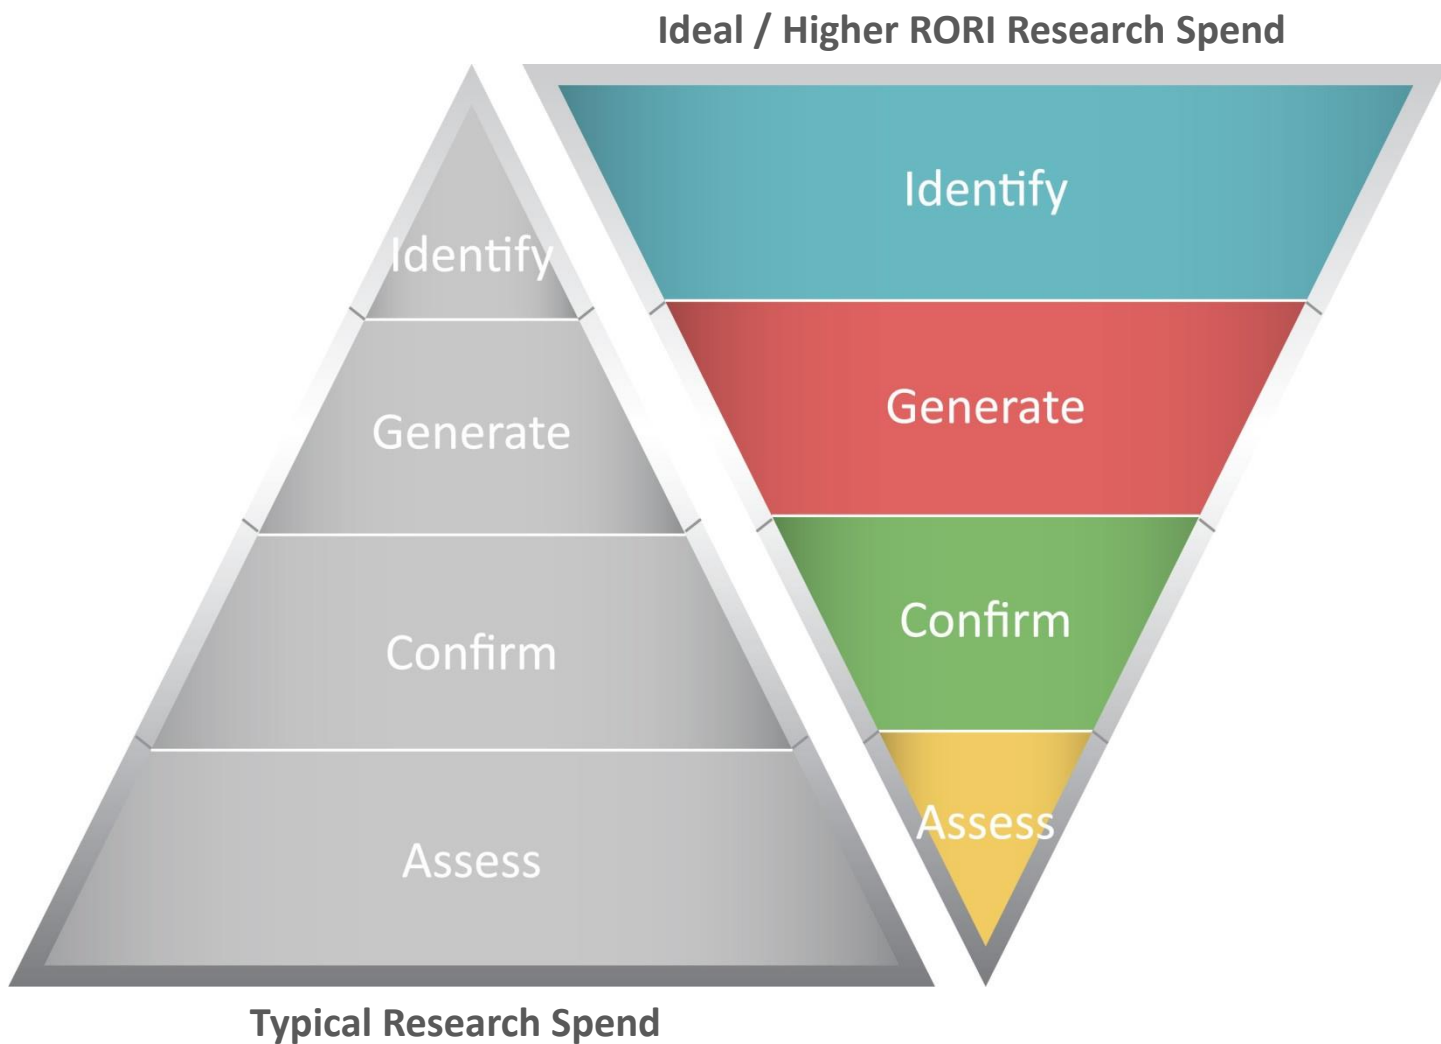 Ideal / Higher RORI Research Spend
Identify
Generate
Confirm
Assess
Identify
Generate
Confirm
Assess
Typical Research Spend